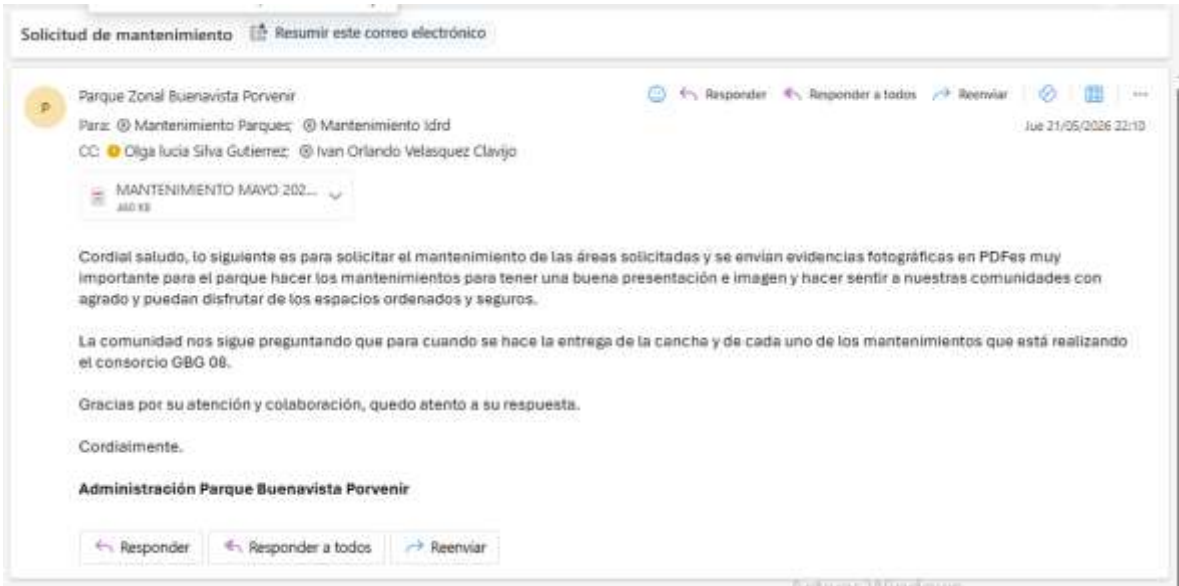 Solicitud de mantenimiento Resumir este correo electrónico
P
Parque Zonal Buenavista Porvenir
Responder Responder a todos Reenviar
Para: Mantenimiento Parques; Mantenimiento Idrd
Jue 21/05/2026 22:10
CC: Olga lucia Silva Gutierrez; Ivan Orlando Velasquez Clavijo
MANTENIMIENTO MAYO 202...
460 KB
Cordial saludo, lo siguiente es para solicitar el mantenimiento de las áreas solicitadas y se envían evidencias fotográficas en PDFes muy
importante para el parque hacer los mantenimientos para tener una buena presentación e imagen y hacer sentir a nuestras comunidades con
agrado y puedan disfrutar de los espacios ordenados y seguros.
La comunidad nos sigue preguntando que para cuando se hace la entrega de la cancha y de cada uno de los mantenimientos que está realizando
el consorcio GBG 08.
Gracias por su atención y colaboración, quedo atento a su respuesta.
Cordialmente.
Administración Parque Buenavista Porvenir
Responder Responder a todos Reenviar